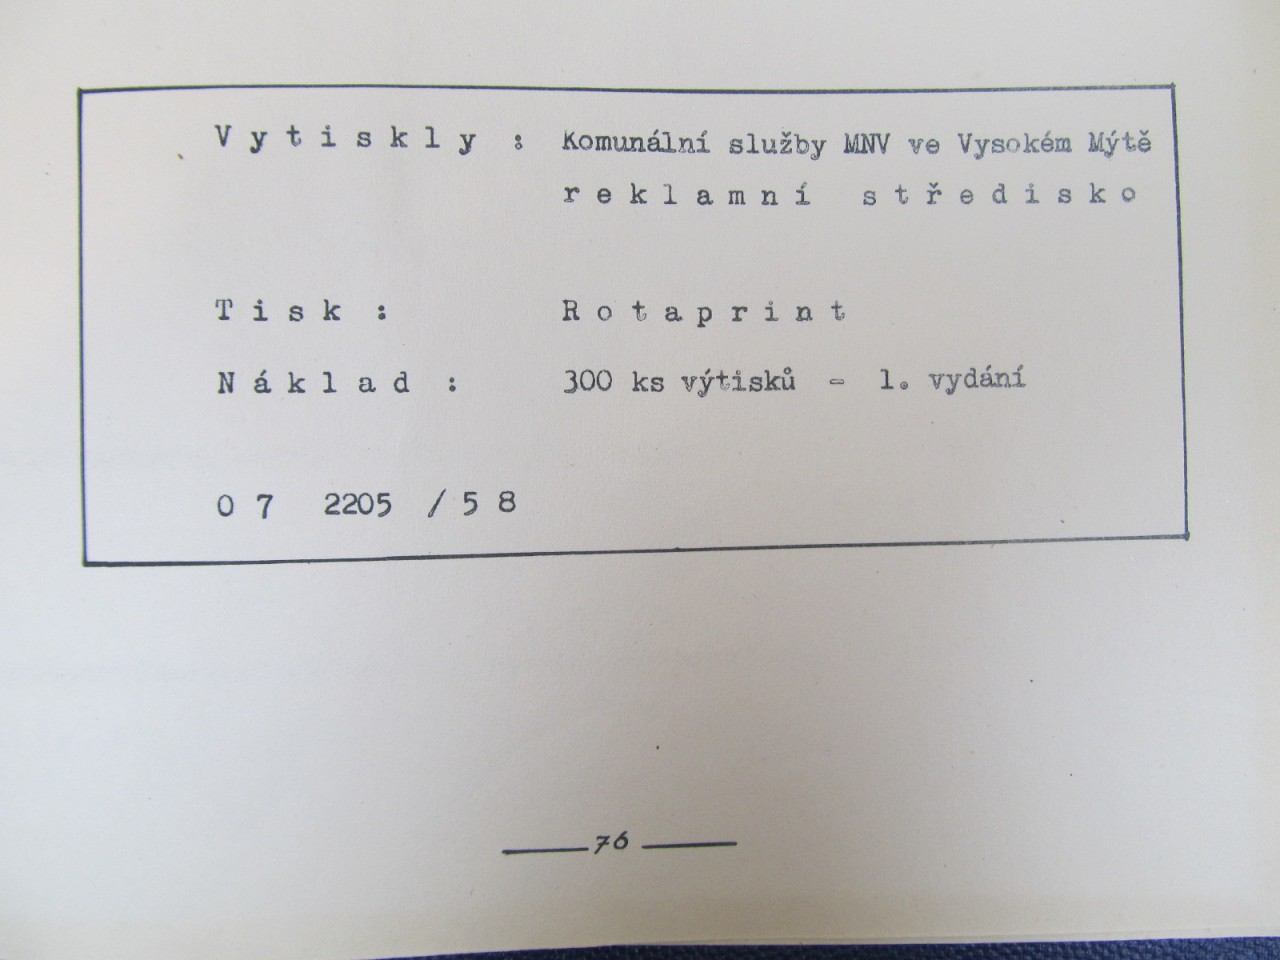 Vytiskly : Komunální služby MNV ve Vysokém Mýtě
reklamní středisko
Tisk : Rotaprint
Náklad : 300 ks výtisků - 1. vydání
07 2205 /58
76